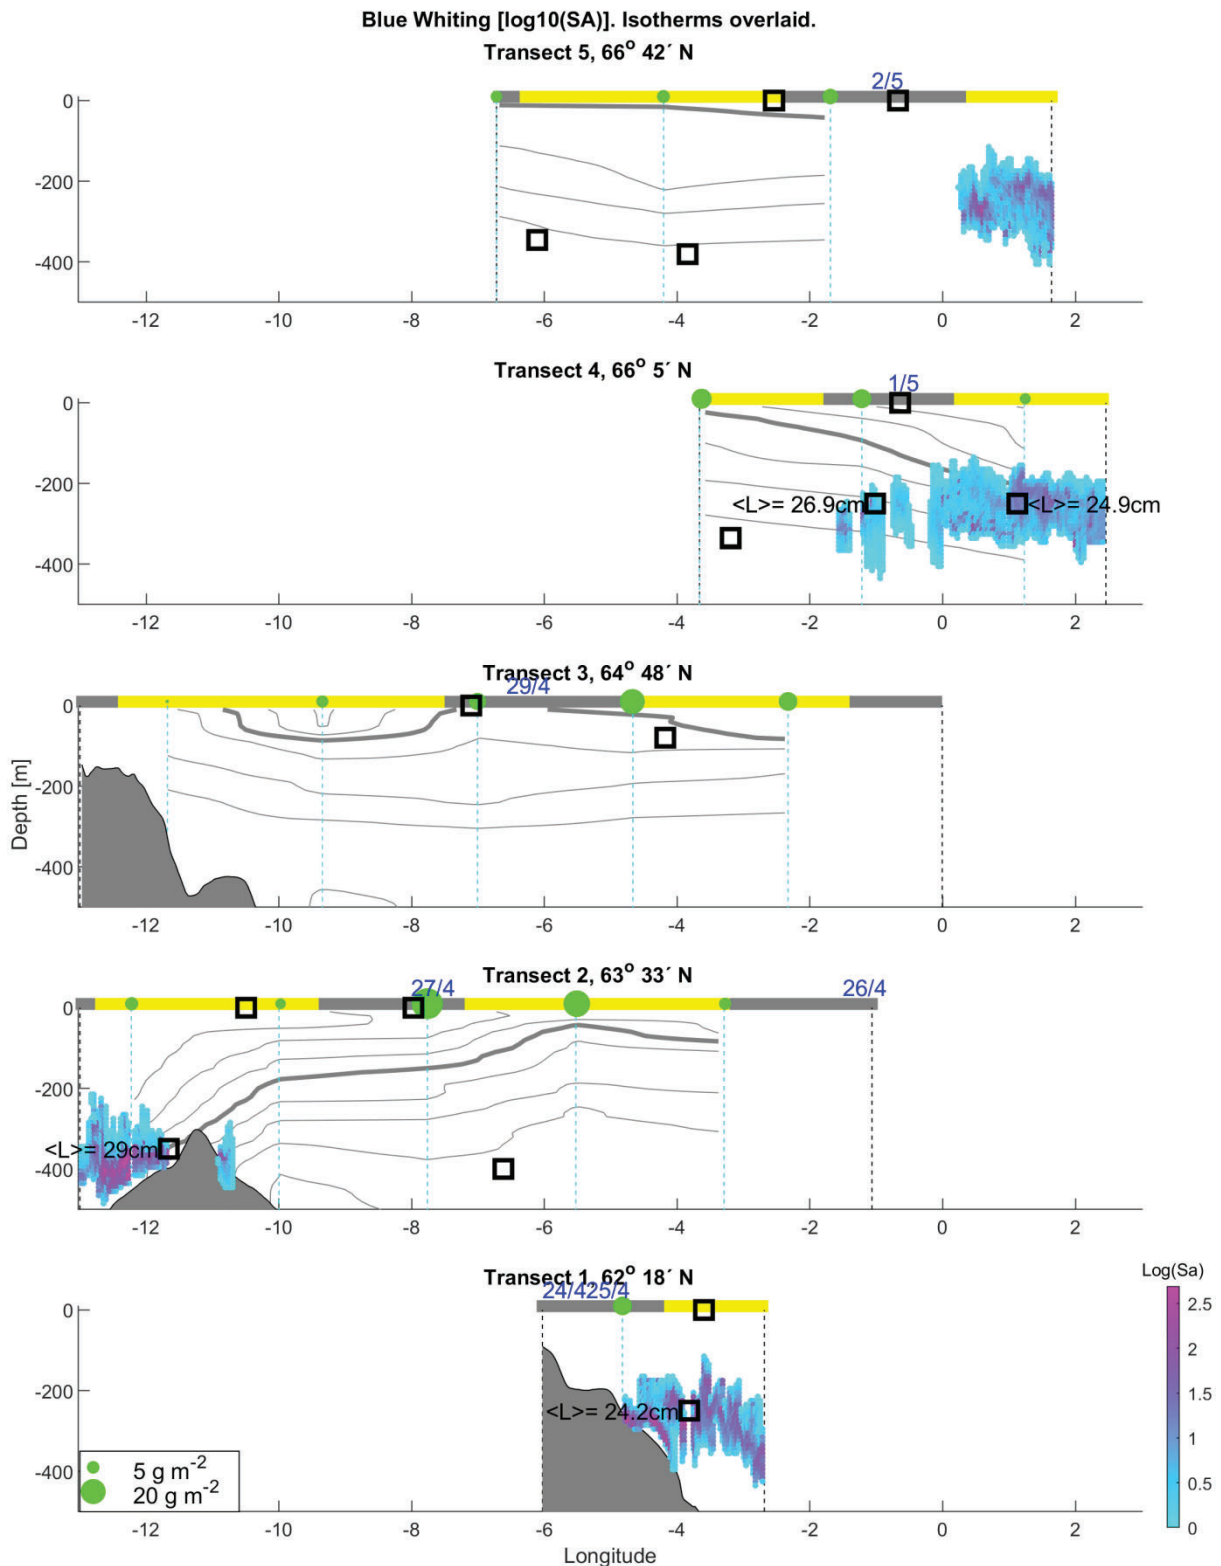 Blue Whiting [log10(SA)]. Isotherms overlaid.
Transect 5, 66° 42´ N
2/5
0
-200
-400
-12 -10 -8 -6 -4 -2 0 2
Transect 4, 66° 5´ N
1/5
0
-200
<L>= 26.9cm <L>= 24.9cm
-400
-12 -10 -8 -6 -4 -2 0 2
Transect 3, 64° 48´ N
29/4
0
-200
-400
Depth [m]
-12 -10 -8 -6 -4 -2 0 2
Transect 2, 63° 33´ N
27/4 26/4
0
-200
<L>= 29cm
-400
-12 -10 -8 -6 -4 -2 0 2
Transect 1, 62° 18´ N
24/425/4
0
-200
<L>= 24.2cm
-400
5 g m-2
20 g m-2
-12 -10 -8 -6 -4 -2 0 2
Longitude
Log(Sa)
2.5
2
1.5
1
0.5
0